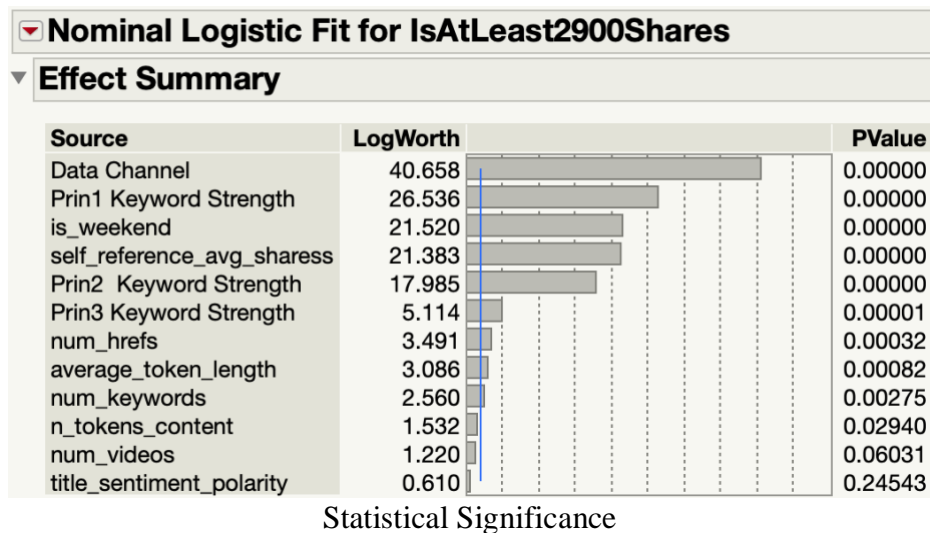 Nominal Logistic Fit for IsAtLeast2900Shares
Effect Summary
Source LogWorth PValue
Data Channel 40.658 0.00000
Prin1 Keyword Strength 26.536 0.00000
is_weekend 21.520 0.00000
self_reference_avg_sharess 21.383 0.00000
Prin2 Keyword Strength 17.985 0.00000
Prin3 Keyword Strength 5.114 0.00001
num_hrefs 3.491 0.00032
average_token_length 3.086 0.00082
num_keywords 2.560 0.00275
n_tokens_content 1.532 0.02940
num_videos 1.220 0.06031
title_sentiment_polarity 0.610 0.24543
Statistical Significance